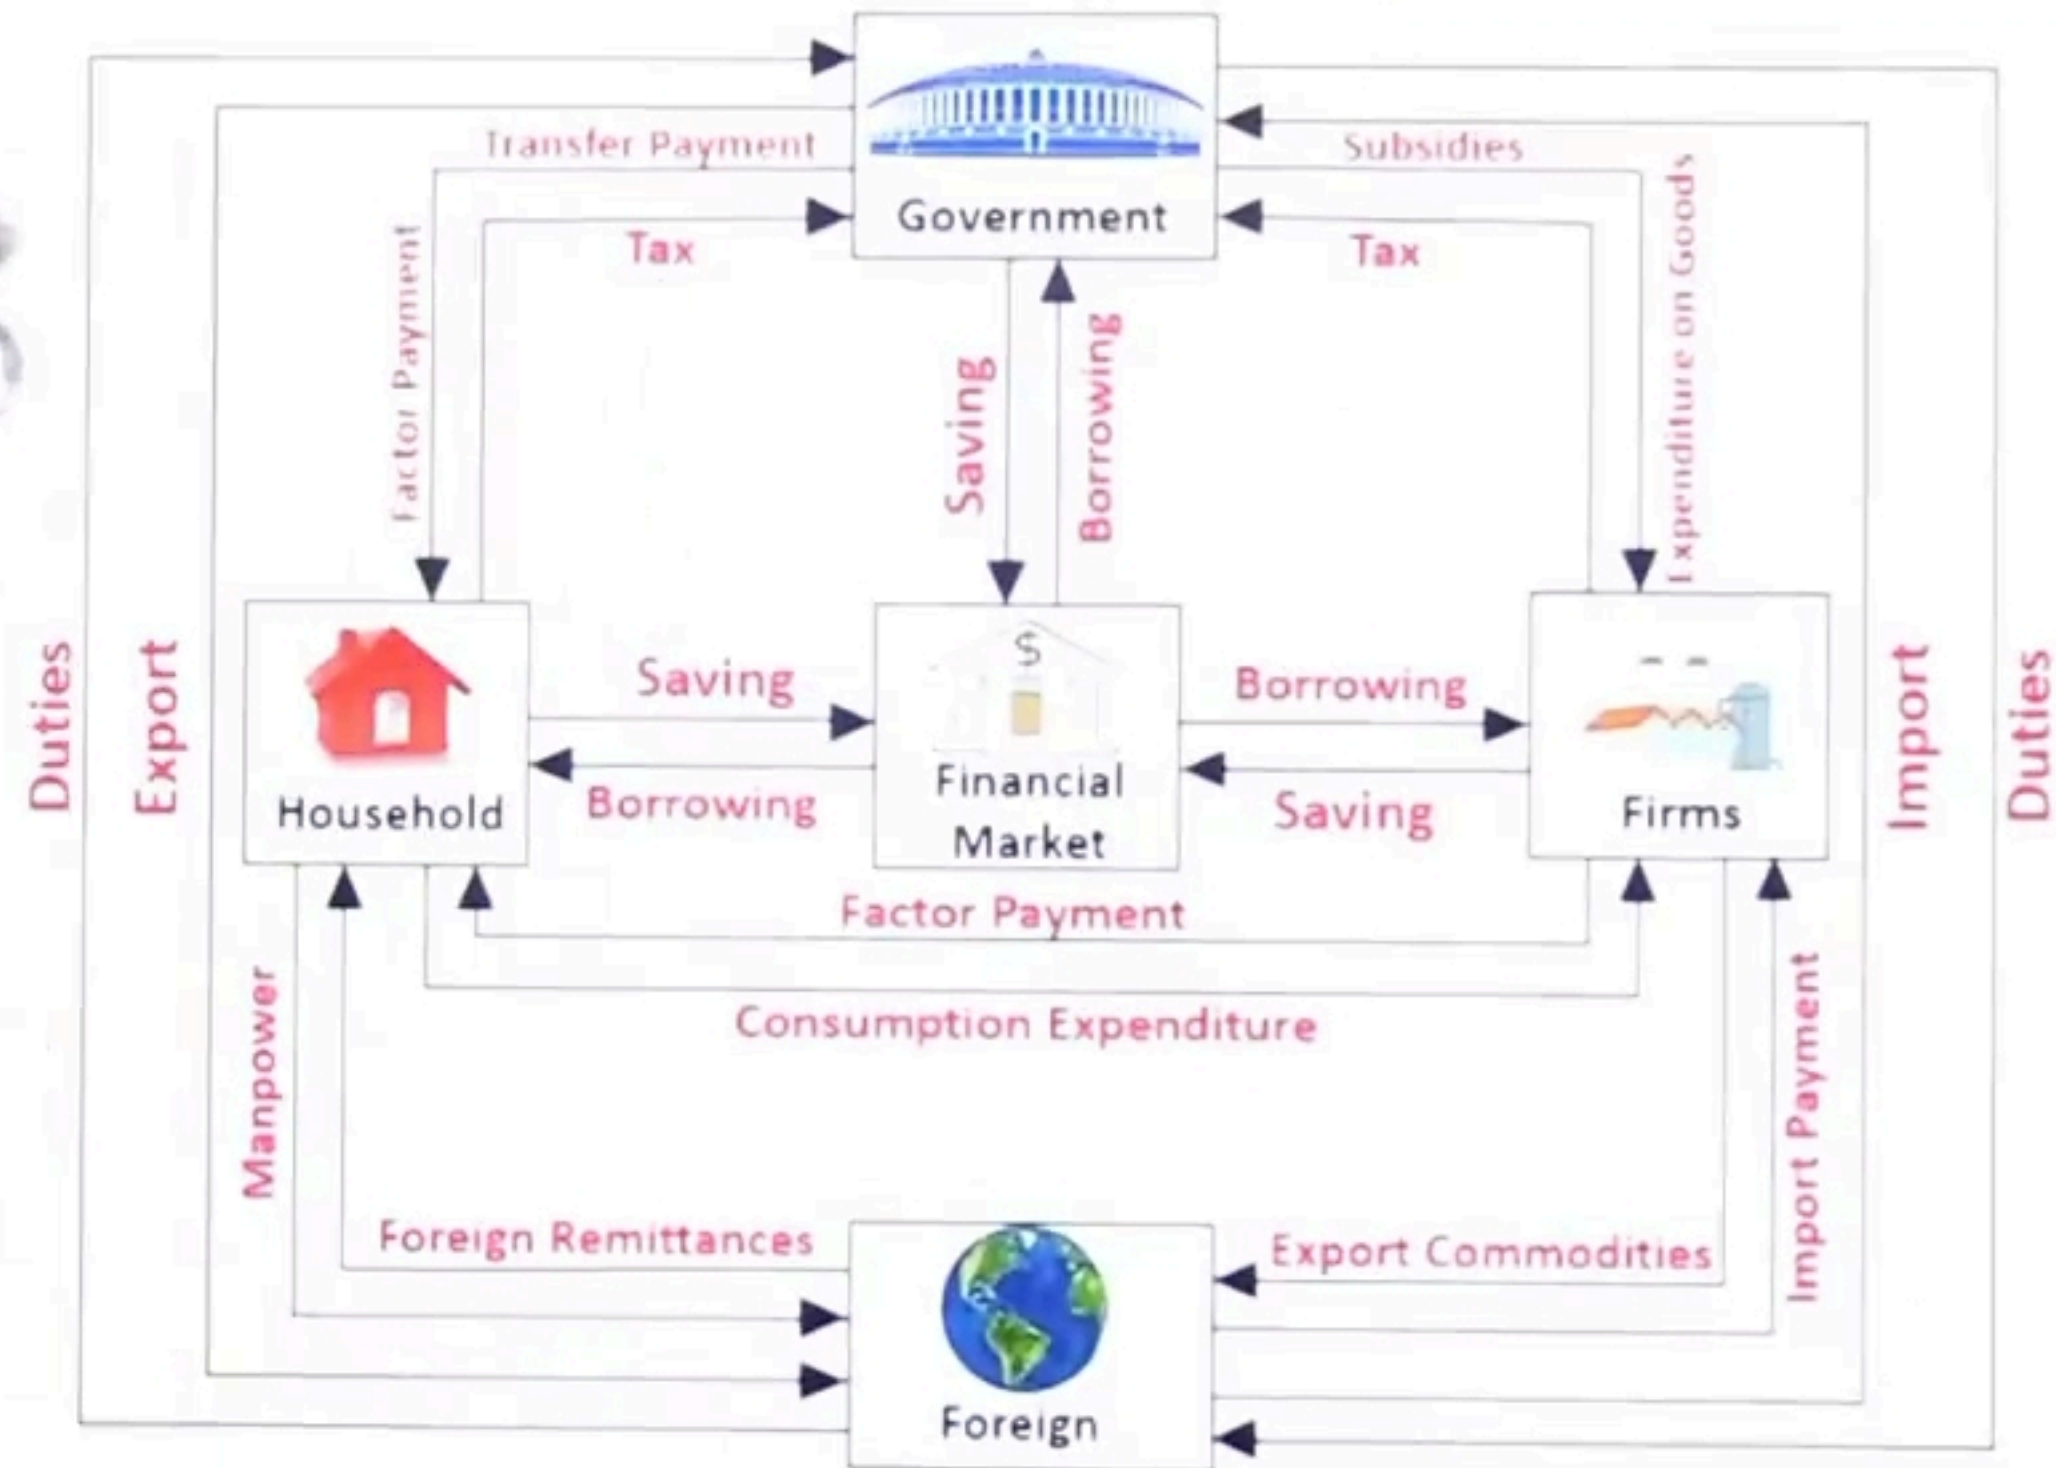 Transfer Payment
Subsidies
Government
Tax
Tax
Factor Payment
Expenditure on Goods
Saving
Borrowing
Duties
Export
$
Saving
Borrowing
Import
Duties
Household
Borrowing
Financial
Market
Saving
Firms
Factor Payment
Consumption Expenditure
Manpower
Import Payment
Foreign Remittances
Export Commodities
Foreign